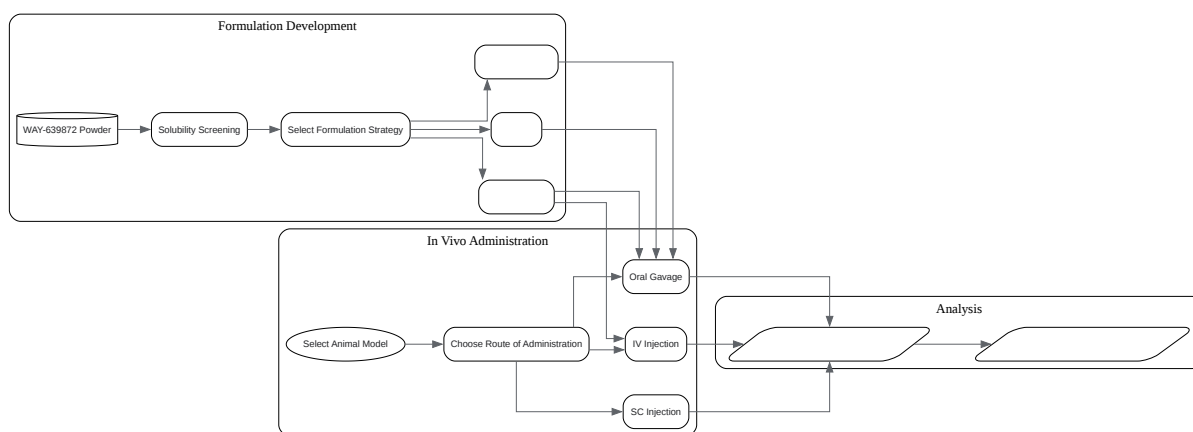 Formulation Development
WAY-639872 Powder
Solubility Screening
Select Formulation Strategy
In Vivo Administration
Oral Gavage
Analysis
Select Animal Model
Choose Route of Administration
IV Injection
SC Injection